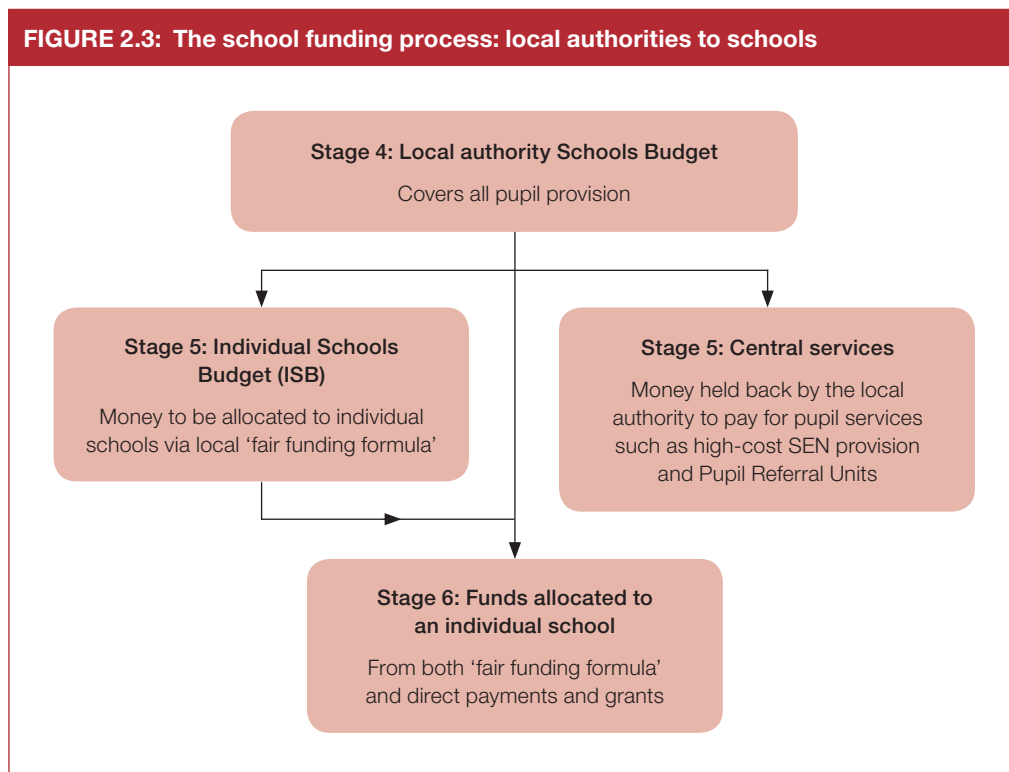 FIGURE 2.3: The school funding process: local authorities to schools
Stage 4: Local authority Schools Budget
Covers all pupil provision
Stage 5: Individual Schools
Budget (ISB)
Money to be allocated to individual
schools via local ‘fair funding formula’
Stage 5: Central services
Money held back by the local
authority to pay for pupil services
such as high-cost SEN provision
and Pupil Referral Units
Stage 6: Funds allocated to
an individual school
From both ‘fair funding formula’
and direct payments and grants